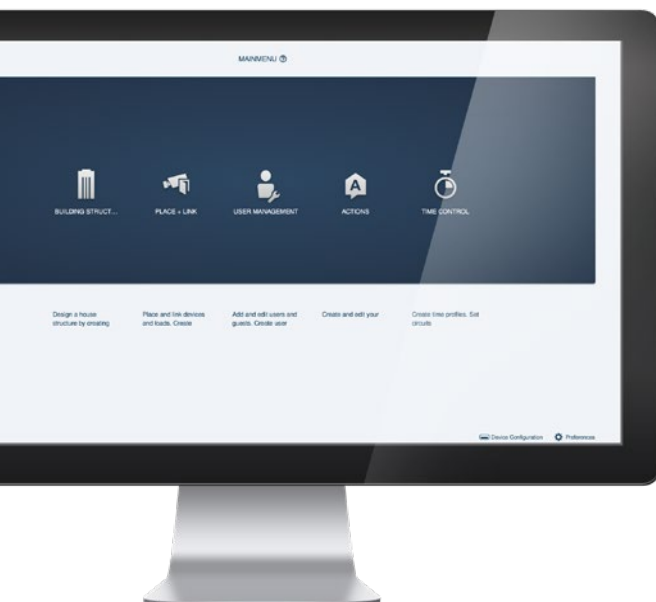 MAINMENU ?
BUILDING STRUCT...
PLACE + LINK
USER MANAGEMENT
A
ACTIONS
TIME CONTROL
Design a house
structure by creating
Place and link devices
and loads. Create
Add and edit users and
guests. Create user
Create and edit your
Create time profiles. Set
circuits
Device Configuration
Preferences